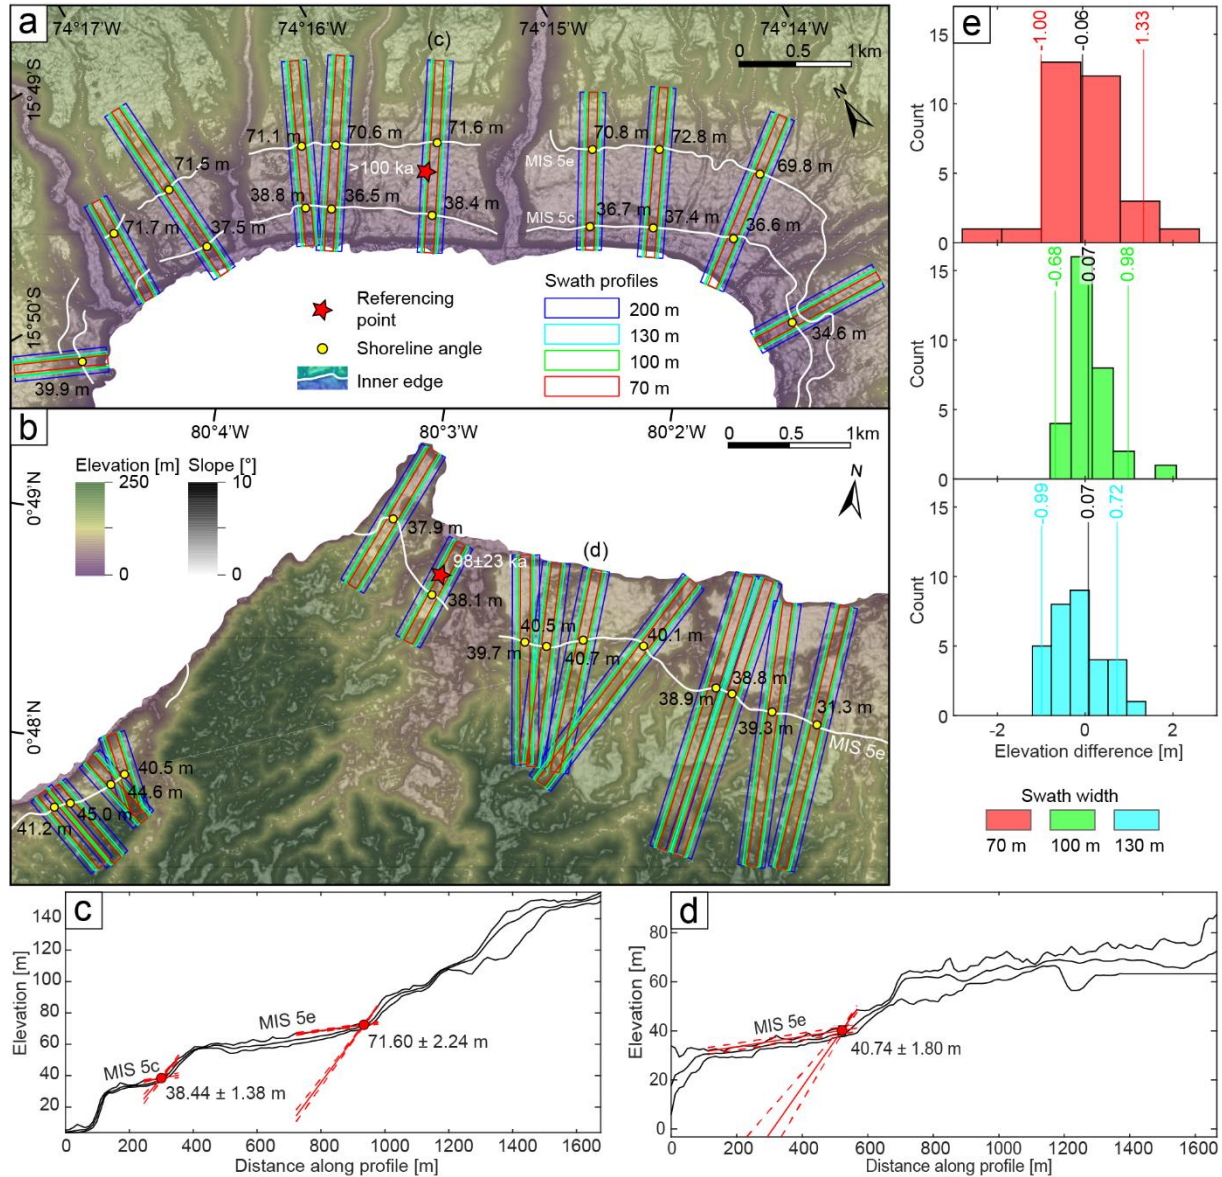 a
74°17'W
74°16'W
(c)
74°15'W
74°14'W
0
0.5
1km
N
15°49'S
71.1 m
70.6 m
71.6 m
70.8 m
72.8 m
69.8 m
71.5 m
>100 ka
MIS 5e
38.8 m
36.5 m
38.4 m
36.7 m
37.4 m
36.6 m
71.7 m
37.5 m
MIS 5c
34.6 m
39.9 m
15°50'S
Referencing
point
Shoreline angle
Inner edge
Swath profiles
200 m
130 m
100 m
70 m
b
80°4'W
80°3'W
80°2'W
0
0.5
1km
N
Elevation [m]
250
0
Slope [°]
10
0
0°49'N
0°48'N
37.9 m
98±23 ka
38.1 m
(d)
40.5 m
39.7 m
40.7 m
40.1 m
38.8 m
38.9 m
39.3 m
31.3 m
MIS 5e
40.5 m
44.6 m
45.0 m
41.2 m
c
Elevation [m]
140
120
100
80
60
40
20
MIS 5e
71.60 ± 2.24 m
MIS 5c
38.44 ± 1.38 m
0
200
400
600
800
1000
1200
1400
1600
Distance along profile [m]
d
Elevation [m]
80
60
40
20
0
MIS 5e
40.74 ± 1.80 m
0
200
400
600
800
1000
1200
1400
1600
Distance along profile [m]
e
-1.00
-0.06
1.33
Count
15
10
5
0
-0.68
0.07
0.98
Count
15
10
5
0
-0.99
0.07
0.72
Count
15
10
5
0
-2
0
2
Elevation difference [m]
Swath width
70 m
100 m
130 m